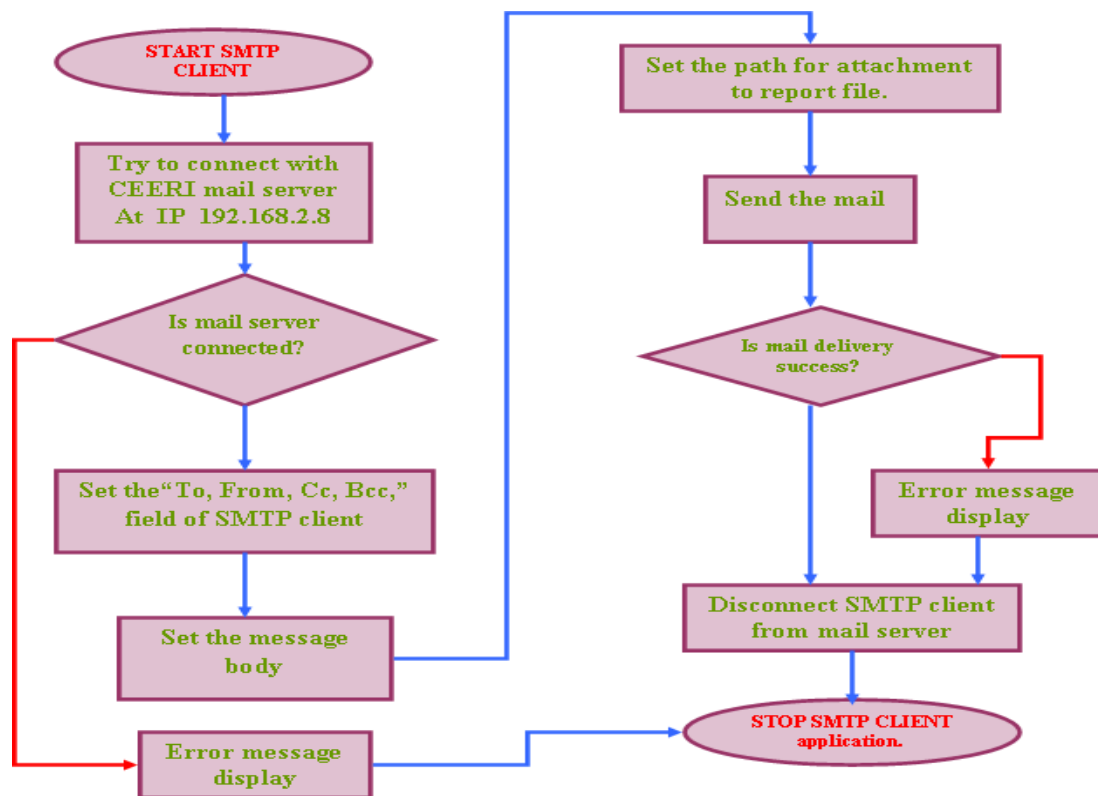 START SMTP
CLIENT
Try to connect with
CEERI mail server
At IP 192.168.2.8
Is mail server
connected?
Set the“To, From, Cc, Bcc,”
field of SMTP client
Set the message
body
Error message
display
Set the path for attachment
to report file.
Send the mail
Is mail delivery
success?
Error message
display
Disconnect SMTP client
from mail server
STOP SMTP CLIENT
application.